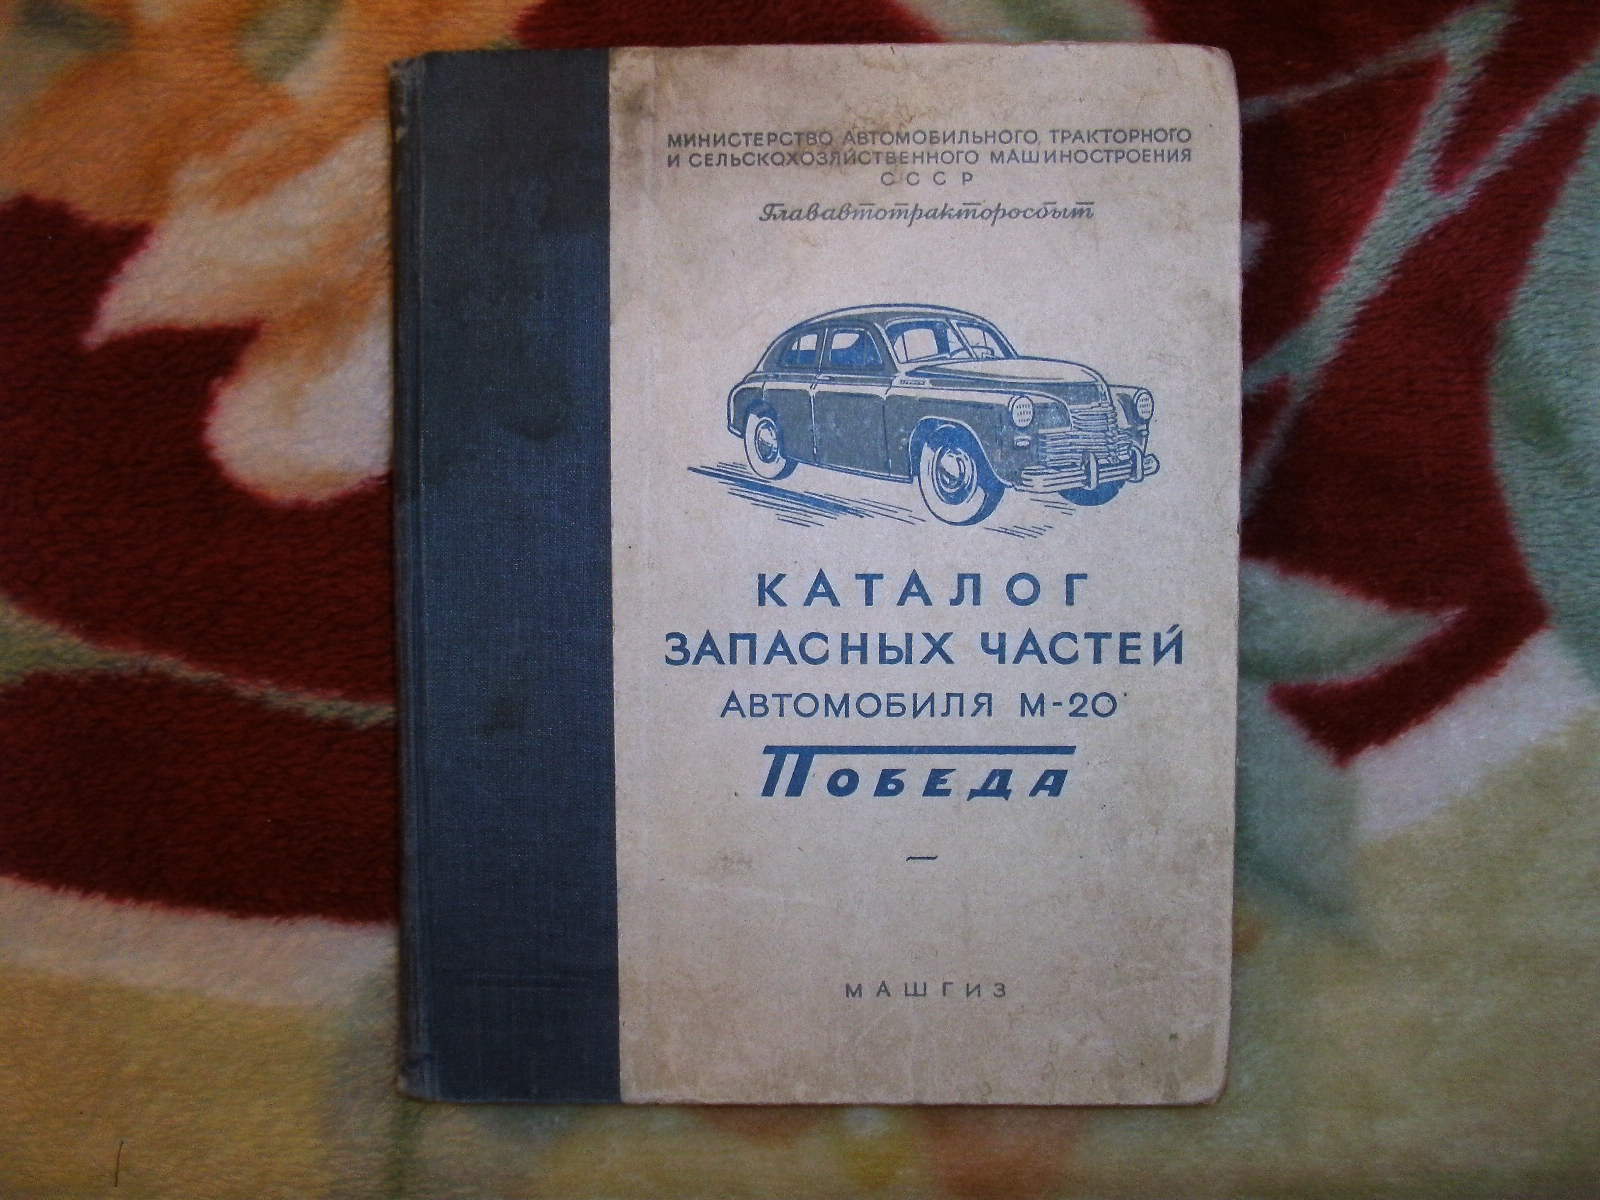 МИНИСТЕРСТВО АВТОМОБИЛЬНОГО, ТРАКТОРНОГО
И СЕЛЬСКОХОЗЯЙСТВЕННОГО МАШИНОСТРОЕНИЯ
СССР
Глававтотракторосбыт
КАТАЛОГ
ЗАПАСНЫХ ЧАСТЕЙ
АВТОМОБИЛЯ М-20
ПОБЕДА
МАШГИЗ